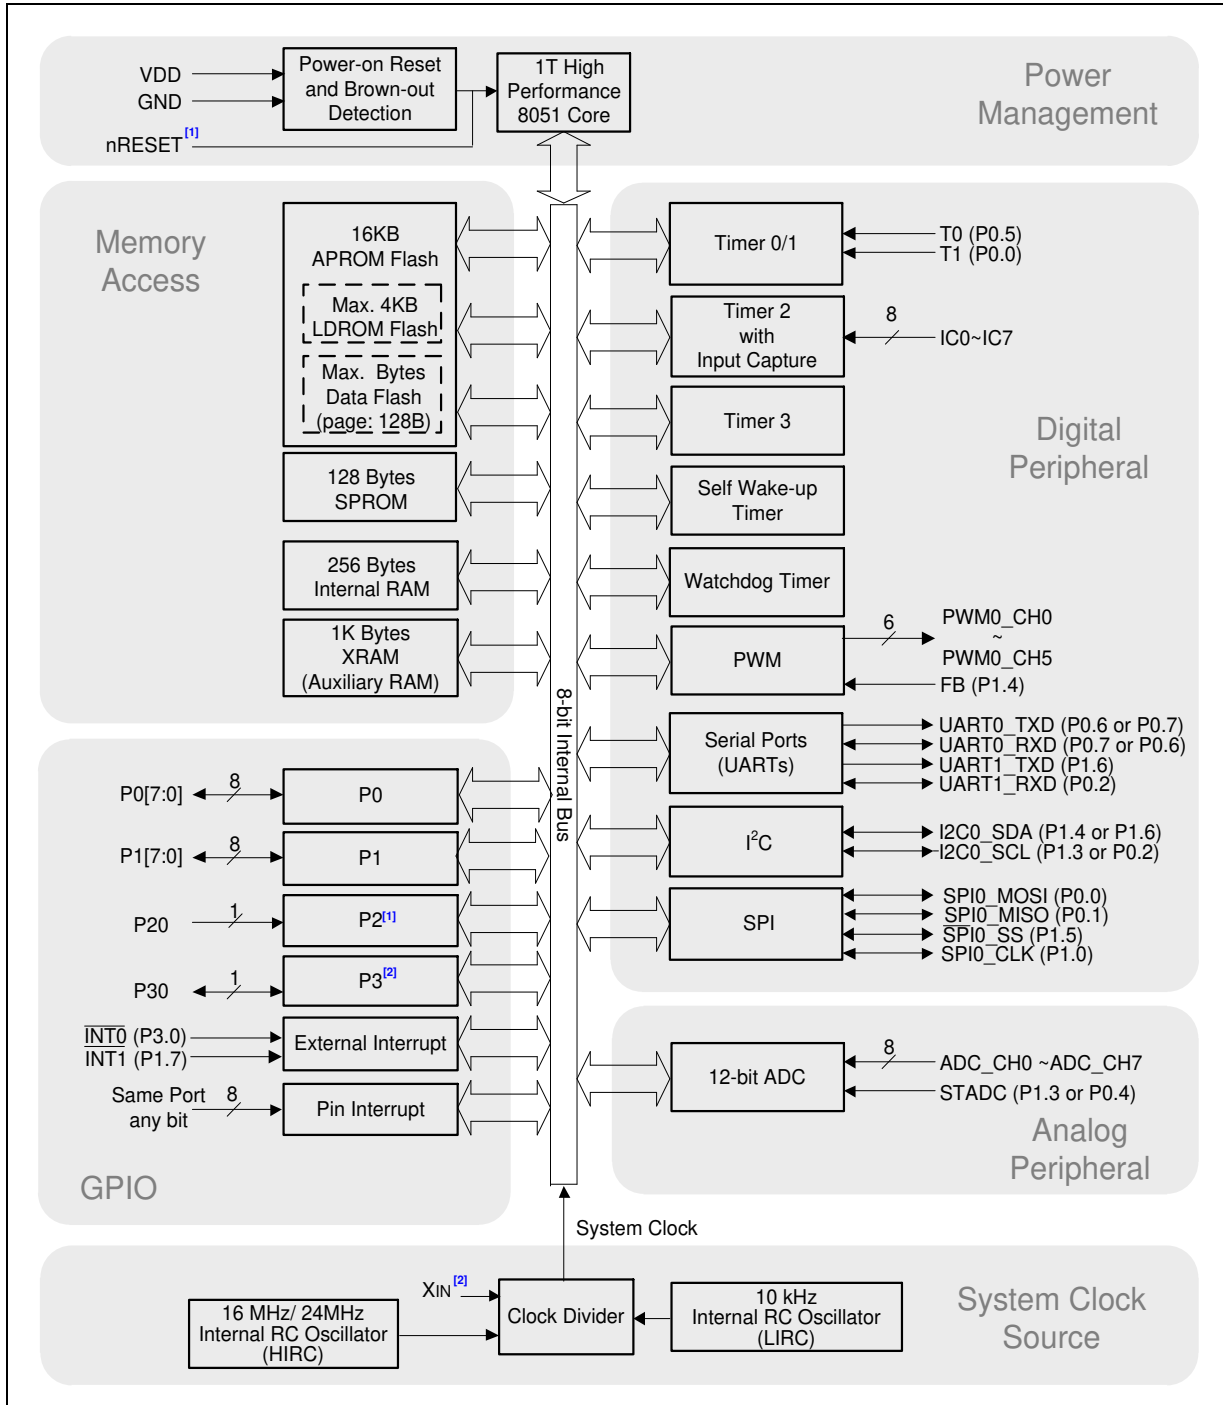 Power Management
VDD
GND
nRESET[1]
Power-on Reset
and Brown-out
Detection
1T High
Performance
8051 Core
Memory
Access
16KB
APROM Flash
Max. 4KB
LDROM Flash
Max. Bytes
Data Flash
(page: 128B)
128 Bytes
SPROM
256 Bytes
Internal RAM
1K Bytes
XRAM
(Auxiliary RAM)
8-bit Internal Bus
Digital
Peripheral
Timer 0/1
T0 (P0.5)
T1 (P0.0)
Timer 2
with
Input Capture
8
IC0~IC7
Timer 3
Self Wake-up
Timer
Watchdog Timer
PWM
6
PWM0_CH0
~
PWM0_CH5
FB (P1.4)
Serial Ports
(UARTs)
UART0_TXD (P0.6 or P0.7)
UART0_RXD (P0.7 or P0.6)
UART1_TXD (P1.6)
UART1_RXD (P0.2)
I2C
I2C0_SDA (P1.4 or P1.6)
I2C0_SCL (P1.3 or P0.2)
SPI
SPI0_MOSI (P0.0)
SPI0_MISO (P0.1)
SPI0_SS (P1.5)
SPI0_CLK (P1.0)
P0[7:0]
8
P0
P1[7:0]
8
P1
P20
1
P2[1]
P30
1
P3[2]
INT0 (P3.0)
INT1 (P1.7)
External Interrupt
Same Port
any bit
8
Pin Interrupt
GPIO
12-bit ADC
8
ADC_CH0 ~ADC_CH7
STADC (P1.3 or P0.4)
Analog
Peripheral
System Clock
XIN[2]
16 MHz/ 24MHz
Internal RC Oscillator
(HIRC)
Clock Divider
10 kHz
Internal RC Oscillator
(LIRC)
System Clock
Source